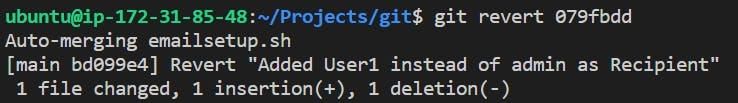 ubuntu@ip-172-31-85-48:~/Projects/git$ git revert 079fbdd
Auto-merging emailsetup.sh
[main bd099e4] Revert "Added User1 instead of admin as Recipient"
 1 file changed, 1 insertion(+), 1 deletion(-)